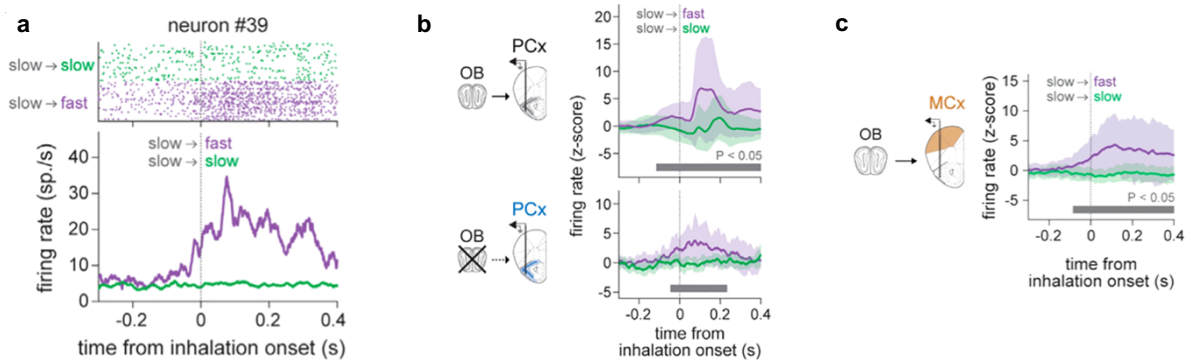 a
neuron #39
slow → slow
slow → fast
slow → fast
slow → slow
40
30
20
10
0
firing rate (sp./s)
-0.2
0
0.2
0.4
time from inhalation onset (s)
b
OB
PCx
slow → fast
slow → slow
20
15
10
5
0
-5
firing rate (z-score)
P < 0.05
OB
PCx
10
5
0
-5
-0.2
0
0.2
0.4
time from
inhalation onset (s)
c
OB
MCx
slow → fast
slow → slow
15
10
5
0
-5
firing rate (z-score)
P < 0.05
-0.2
0
0.2
0.4
time from
inhalation onset (s)